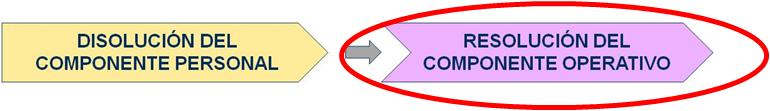 DISOLUCIÓN DEL
COMPONENTE PERSONAL
RESOLUCIÓN DEL
COMPONENTE OPERATIVO